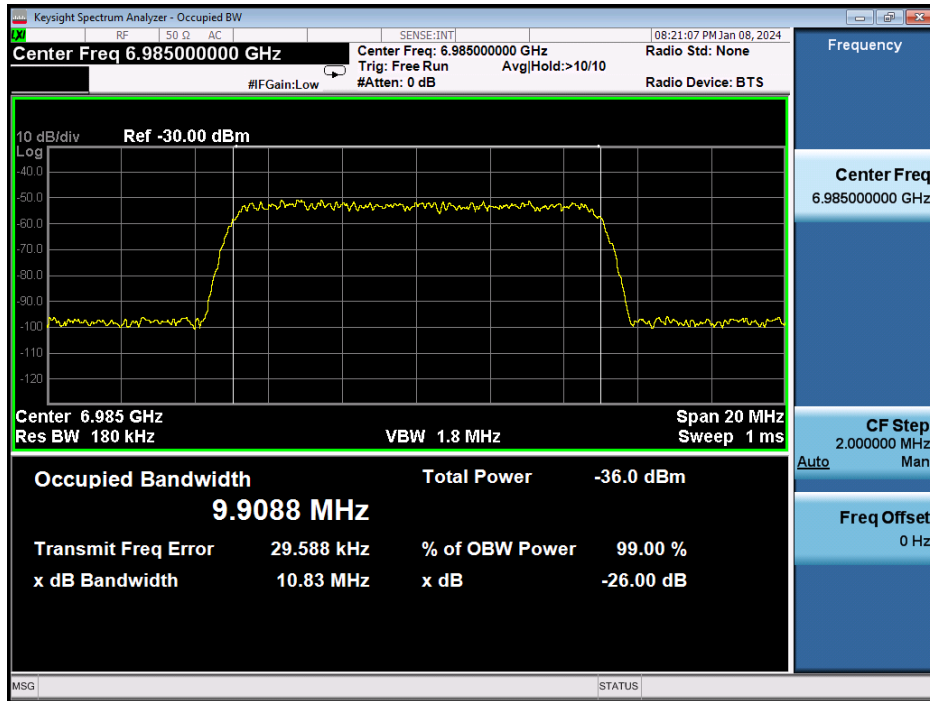 Keysight Spectrum Analyzer - Occupied BW
LXI RF 50 Ω AC SENSE:INT 08:21:07 PM Jan 08, 2024
Center Freq 6.985000000 GHz
Center Freq: 6.985000000 GHz Radio Std: None
Trig: Free Run Avg|Hold:>10/10
#IFGain:Low #Atten: 0 dB Radio Device: BTS
10 dB/div Ref -30.00 dBm
Log
-40.0
-50.0
-60.0
-70.0
-80.0
-90.0
-100
-110
-120
Center 6.985 GHz Span 20 MHz
Res BW 180 kHz VBW 1.8 MHz Sweep 1 ms
Occupied Bandwidth Total Power -36.0 dBm
9.9088 MHz
Transmit Freq Error 29.588 kHz % of OBW Power 99.00 %
x dB Bandwidth 10.83 MHz x dB -26.00 dB
Frequency
Center Freq
6.985000000 GHz
CF Step
2.000000 MHz
Auto Man
Freq Offset
0 Hz
MSG STATUS